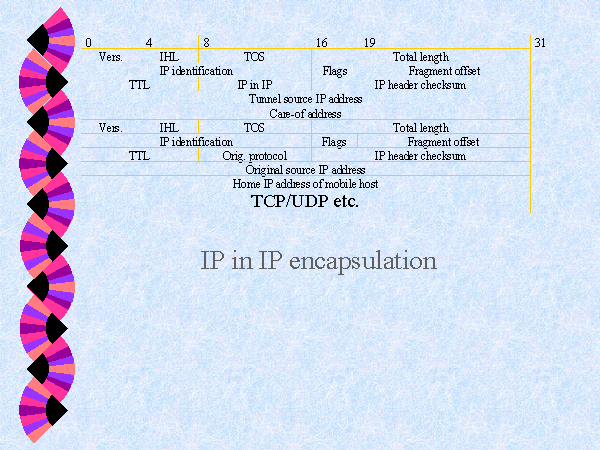 0 4 8 16 19 31
Vers. IHL TOS Total length
IP identification Flags Fragment offset
TTL IP in IP IP header checksum
Tunnel source IP address
Care-of address
Vers. IHL TOS Total length
IP identification Flags Fragment offset
TTL Orig. protocol IP header checksum
Original source IP address
Home IP address of mobile host
TCP/UDP etc.
IP in IP encapsulation